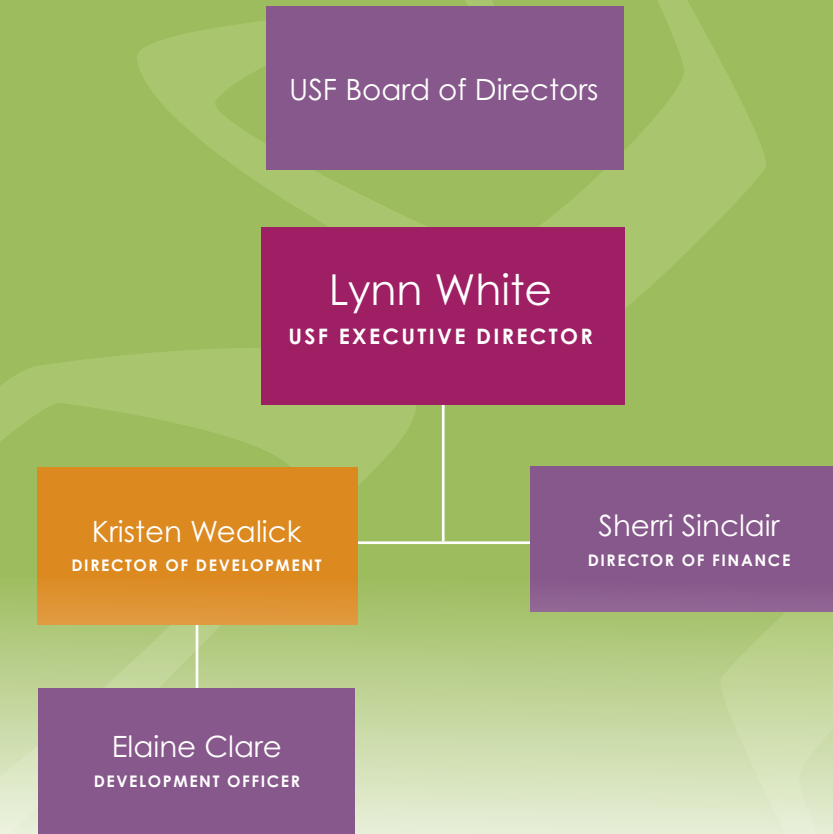 USF Board of Directors
Lynn White
USF EXECUTIVE DIRECTOR
Kristen Wealick
DIRECTOR OF DEVELOPMENT
Sherri Sinclair
DIRECTOR OF FINANCE
Elaine Clare
DEVELOPMENT OFFICER